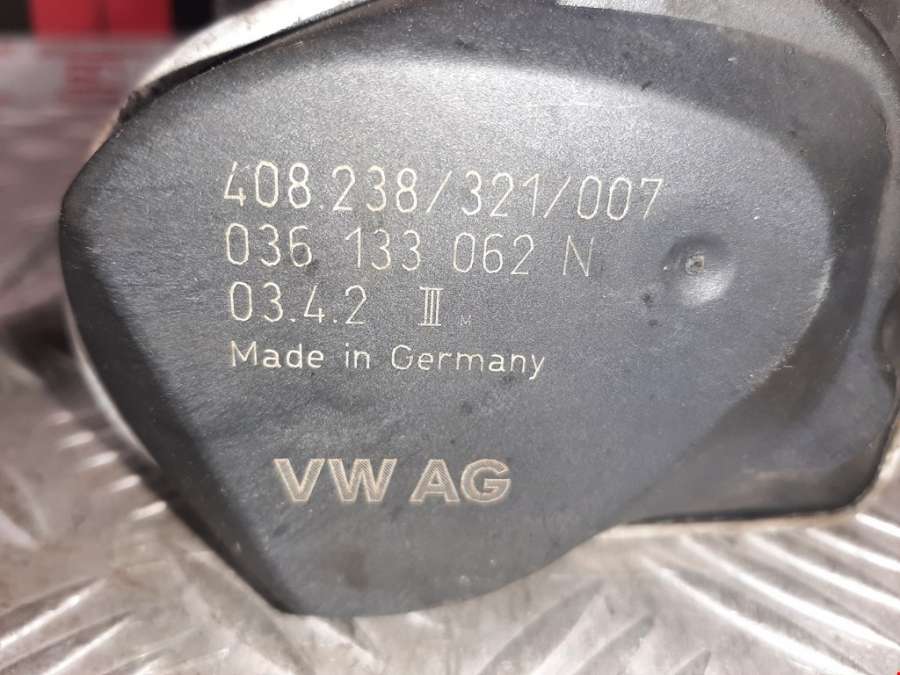 408.238/321/007
036 133 062 N
03.4.2 III M
Made in Germany
VW AG